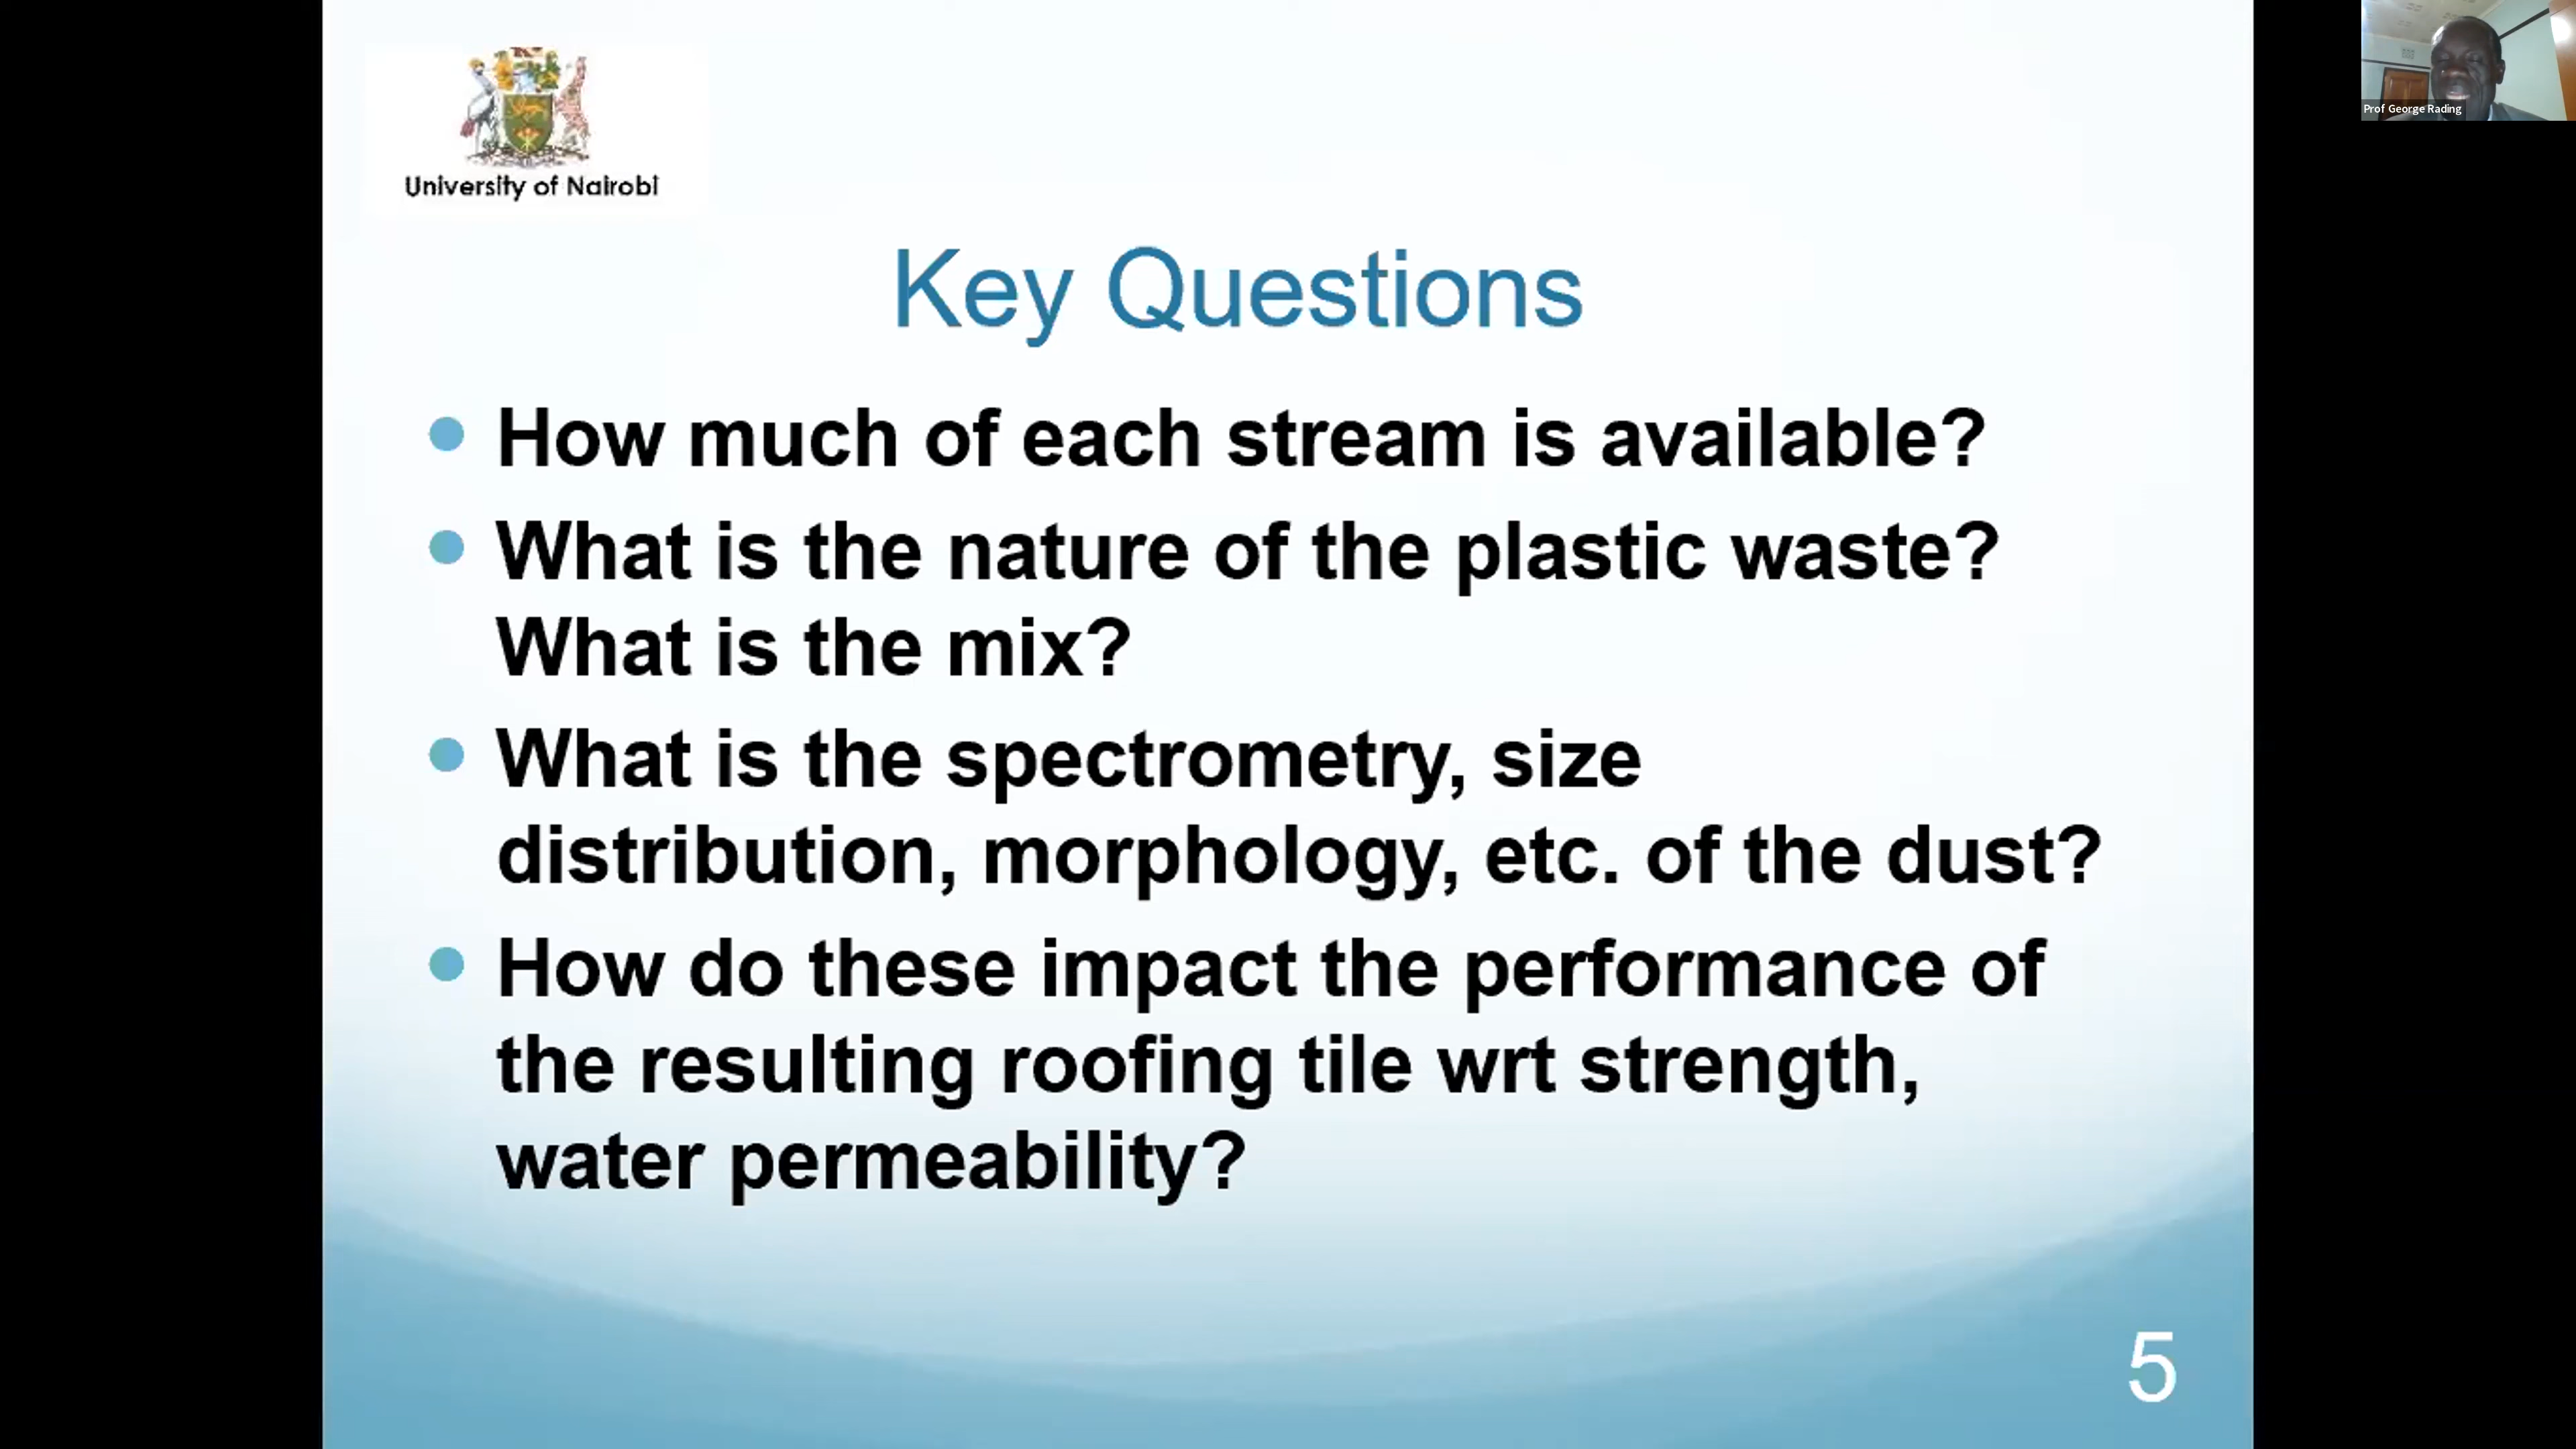 University of Nairobi
Prof George Rading
Key Questions
How much of each stream is available?
What is the nature of the plastic waste?
What is the mix?
What is the spectrometry, size
distribution, morphology, etc. of the dust?
How do these impact the performance of
the resulting roofing tile wrt strength,
water permeability?
5